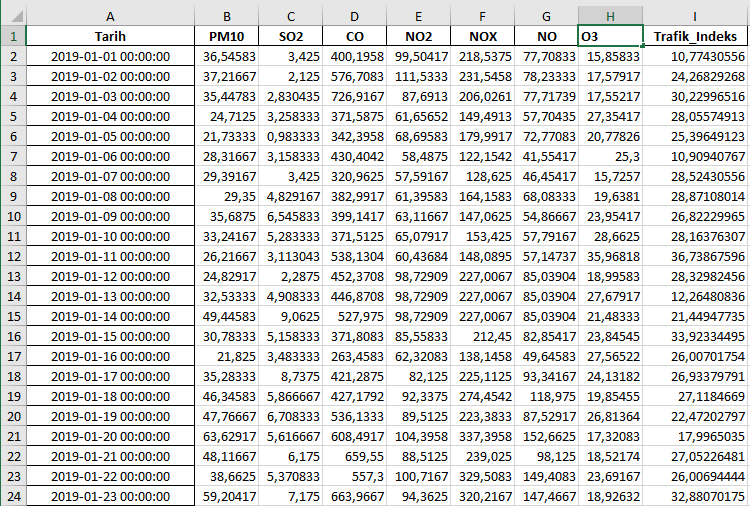 A B C D E F G H I
1 Tarih PM10 SO2 CO NO2 NOX NO O3 Trafik_Indeks
2 2019-01-01 00:00:00 36,54583 3,425 400,1958 99,50417 218,5375 77,70833 15,85833 10,77430556
3 2019-01-02 00:00:00 37,21667 2,125 576,7083 111,5333 231,5458 78,23333 17,57917 24,26829268
4 2019-01-03 00:00:00 35,44783 2,830435 726,9167 87,6913 206,0261 77,71739 17,55217 30,22996516
5 2019-01-04 00:00:00 24,7125 3,258333 371,5875 61,65652 149,4913 57,70435 27,35417 28,05574913
6 2019-01-05 00:00:00 21,73333 0,983333 342,3958 68,69583 179,9917 72,77083 20,77826 25,39649123
7 2019-01-06 00:00:00 28,31667 3,158333 430,4042 58,4875 122,1542 41,55417 25,3 10,90940767
8 2019-01-07 00:00:00 29,39167 3,425 320,9625 57,59167 128,625 46,45417 15,7257 28,52430556
9 2019-01-08 00:00:00 29,35 4,829167 382,9917 61,39583 164,1583 68,08333 19,6381 28,87108014
10 2019-01-09 00:00:00 35,6875 6,545833 399,1417 63,11667 147,0625 54,86667 23,95417 26,82229965
11 2019-01-10 00:00:00 33,24167 5,283333 371,5125 65,07917 153,425 57,79167 28,6625 28,16376307
12 2019-01-11 00:00:00 26,21667 3,113043 538,1304 60,43684 148,0895 57,14737 35,96818 36,73867596
13 2019-01-12 00:00:00 24,82917 2,2875 452,3708 98,72909 227,0067 85,03904 18,99583 28,32982456
14 2019-01-13 00:00:00 32,53333 4,908333 446,8708 98,72909 227,0067 85,03904 27,67917 12,26480836
15 2019-01-14 00:00:00 49,44583 9,0625 527,975 98,72909 227,0067 85,03904 21,48333 21,44947735
16 2019-01-15 00:00:00 30,78333 5,158333 371,8083 85,55833 212,45 82,85417 23,84545 33,92334495
17 2019-01-16 00:00:00 21,825 3,483333 263,4583 62,32083 138,1458 49,64583 27,56522 26,00701754
18 2019-01-17 00:00:00 35,28333 8,7375 421,2875 82,125 225,1125 93,34167 24,13182 26,93379791
19 2019-01-18 00:00:00 46,34583 5,866667 427,1792 92,3375 274,4542 118,975 19,85455 27,1184669
20 2019-01-19 00:00:00 47,76667 6,708333 536,1333 89,5125 223,3833 87,52917 26,81364 22,47202797
21 2019-01-20 00:00:00 63,62917 5,616667 608,4917 104,3958 337,3958 152,6625 17,32083 17,9965035
22 2019-01-21 00:00:00 48,11667 6,175 659,55 88,5125 239,025 98,125 18,52174 27,05226481
23 2019-01-22 00:00:00 38,6625 5,370833 557,3 100,7167 329,5083 149,4083 23,69167 26,00694444
24 2019-01-23 00:00:00 59,20417 7,175 663,9667 94,3625 320,2167 147,4667 18,92632 32,88070175